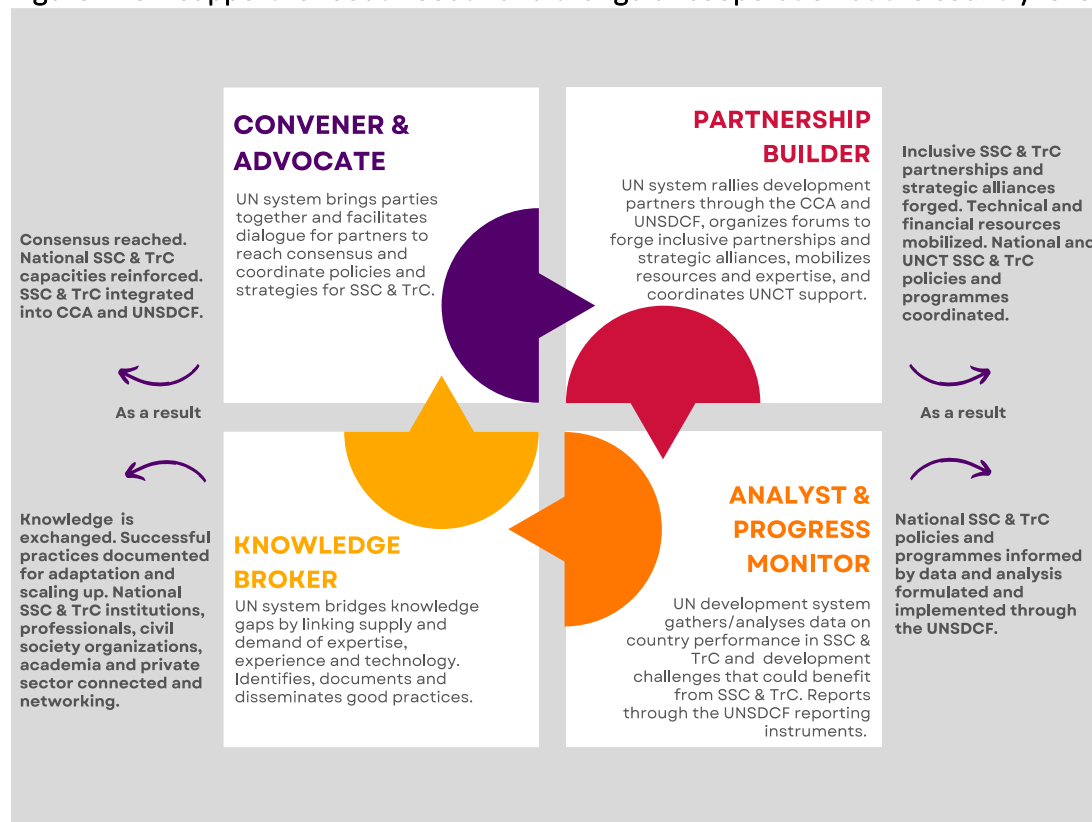 CONVENER &
ADVOCATE
UN system brings parties
together and facilitates
dialogue for partners to
reach consensus and
coordinate policies and
strategies for SSC & TrC.
Consensus reached.
National SSC & TrC
capacities reinforced.
SSC & TrC integrated
into CCA and UNSDCF.
As a result
PARTNERSHIP
BUILDER
UN system rallies development
partners through the CCA and
UNSDCF, organizes forums to
forge inclusive partnerships and
strategic alliances, mobilizes
resources and expertise, and
coordinates UNCT support.
Inclusive SSC & TrC
partnerships and
strategic alliances
forged. Technical and
financial resources
mobilized. National and
UNCT SSC & TrC
policies and
programmes
coordinated.
As a result
KNOWLEDGE
BROKER
UN system bridges knowledge
gaps by linking supply and
demand of expertise,
experience and technology.
Identifies, documents and
disseminates good practices.
Knowledge is
exchanged. Successful
practices documented
for adaptation and
scaling up. National
SSC & TrC institutions,
professionals, civil
society organizations,
academia and private
sector connected and
networking.
ANALYST &
PROGRESS
MONITOR
UN development system
gathers/analyses data on
country performance in SSC &
TrC and development
challenges that could benefit
from SSC & TrC. Reports
through the UNSDCF reporting
instruments.
National SSC & TrC
policies and
programmes informed
by data and analysis
formulated and
implemented through
the UNSDCF.